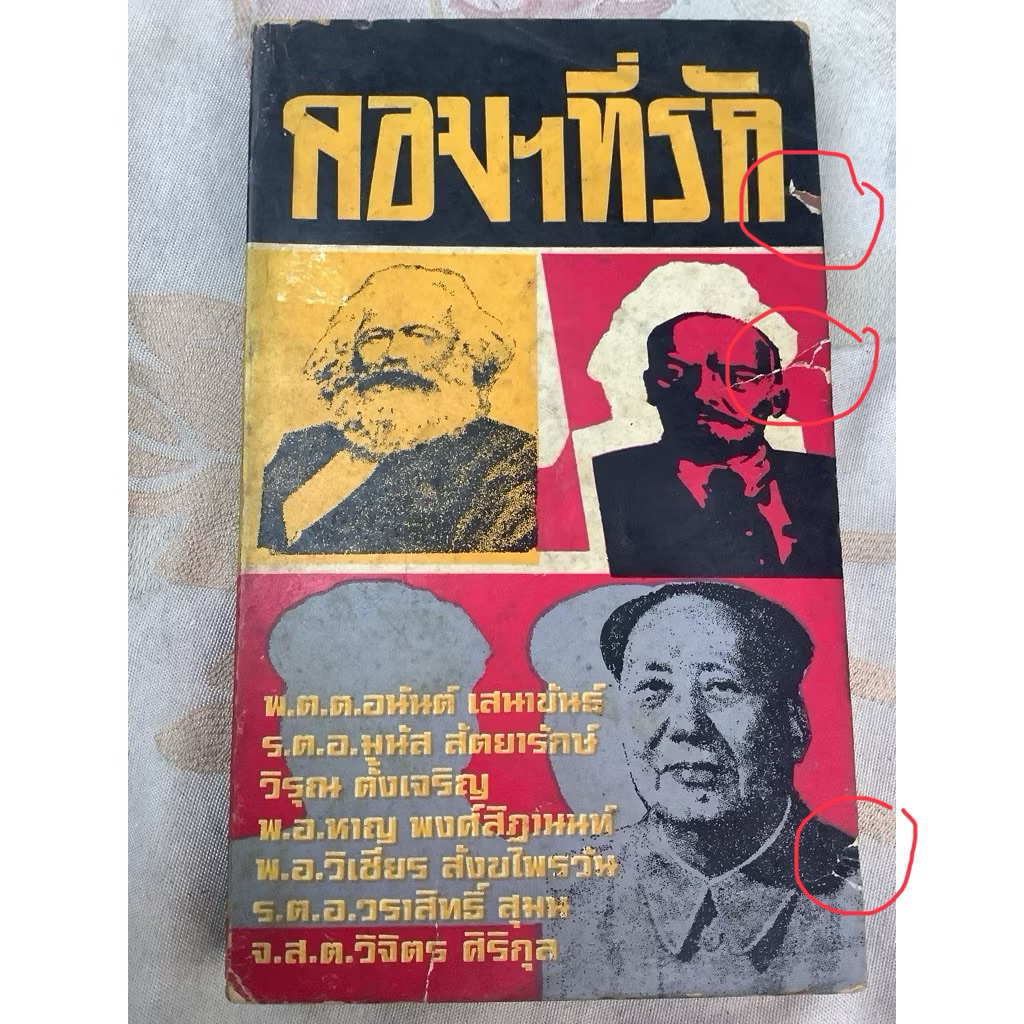 คอมฯที่รัก
พ.ต.ต.อนันต์ เสนาขันธ์
ร.ต.อ.มนัส สัตยารักษ์
วิรุณ ตั้งเจริญ
พ.อ.หาญ พงศ์สิฏานนท์
พ.อ.วิเชียร สังขไพรวัน
ร.ต.อ.วราสิทธิ์ สุมน
จ.ส.ต.วิจิตร ศิริกุล